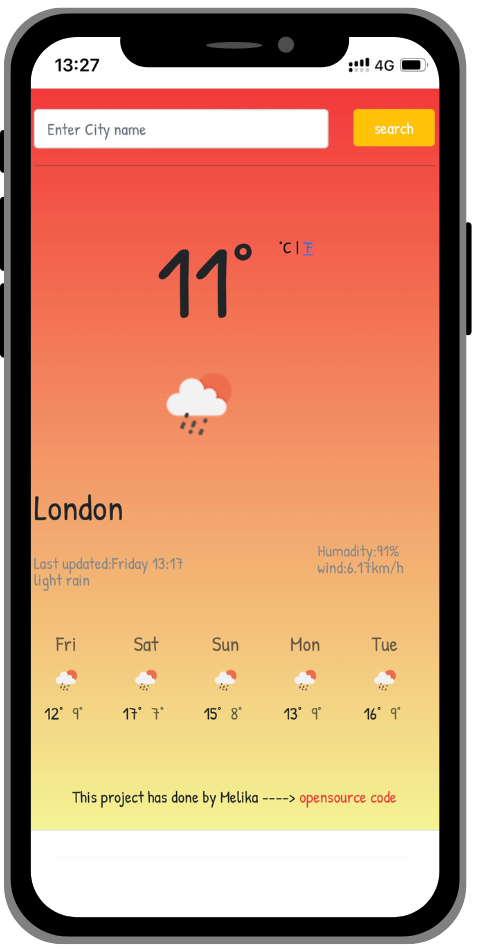 13:27 4G
Enter City name search
11° °C | °F
London
Last updated:Friday 13:17
light rain
Humadity:91%
wind:6.17km/h
Fri Sat Sun Mon Tue
12° 9° 17° 7° 15° 8° 13° 9° 16° 9°
This project has done by Melika ----> opensource code